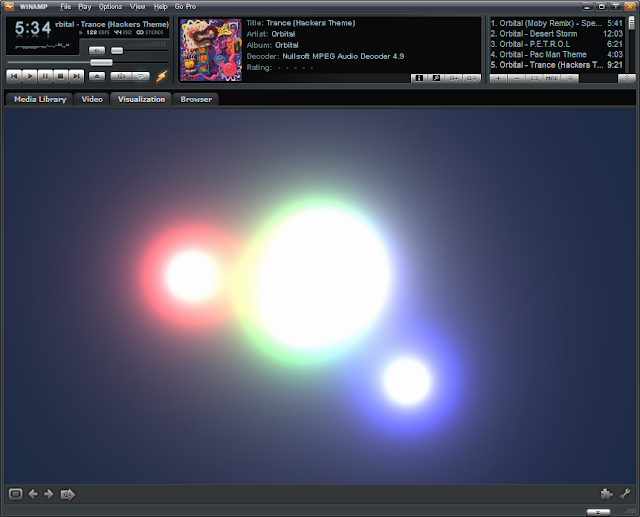 WINAMP File Play Options View Help Go Pro
5:34 rbital - Trance (Hackers Theme)
128 KBPS 44 KHZ STEREO
Title: Trance (Hackers Theme)
Artist: Orbital
Album: Orbital
Decoder: Nullsoft MPEG Audio Decoder 4.9
Rating:
1. Orbital (Moby Remix) - Spe... 5:41
2. Orbital - Desert Storm 12:03
3. Orbital - P.E.T.R.O.L 6:21
4. Orbital - Pac Man Theme 4:03
5. Orbital - Trance (Hackers T... 9:21
MISC
Media Library Video Visualization Browser